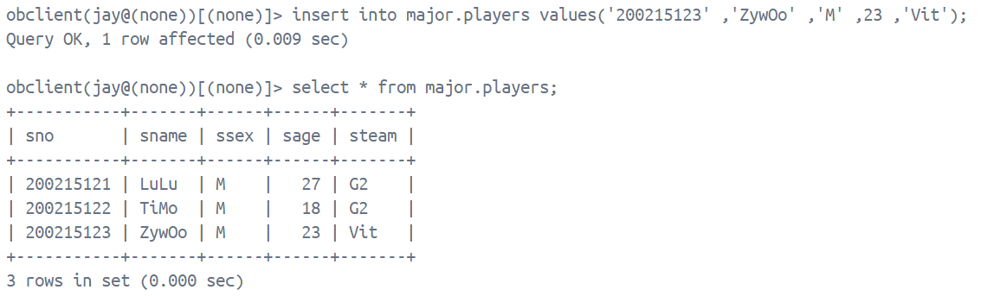 obclient(jay@(none))[(none)]> insert into major.players values('200215123' ,'ZywOo' ,'M' ,23 ,'Vit');
Query OK, 1 row affected (0.009 sec)
obclient(jay@(none))[(none)]> select * from major.players;
+-----------+-------+------+------+-------+
| sno       | sname | ssex | sage | steam |
+-----------+-------+------+------+-------+
| 200215121 | LuLu  | M    |   27 | G2    |
| 200215122 | TiMo  | M    |   18 | G2    |
| 200215123 | ZywOo | M    |   23 | Vit   |
+-----------+-------+------+------+-------+
3 rows in set (0.000 sec)